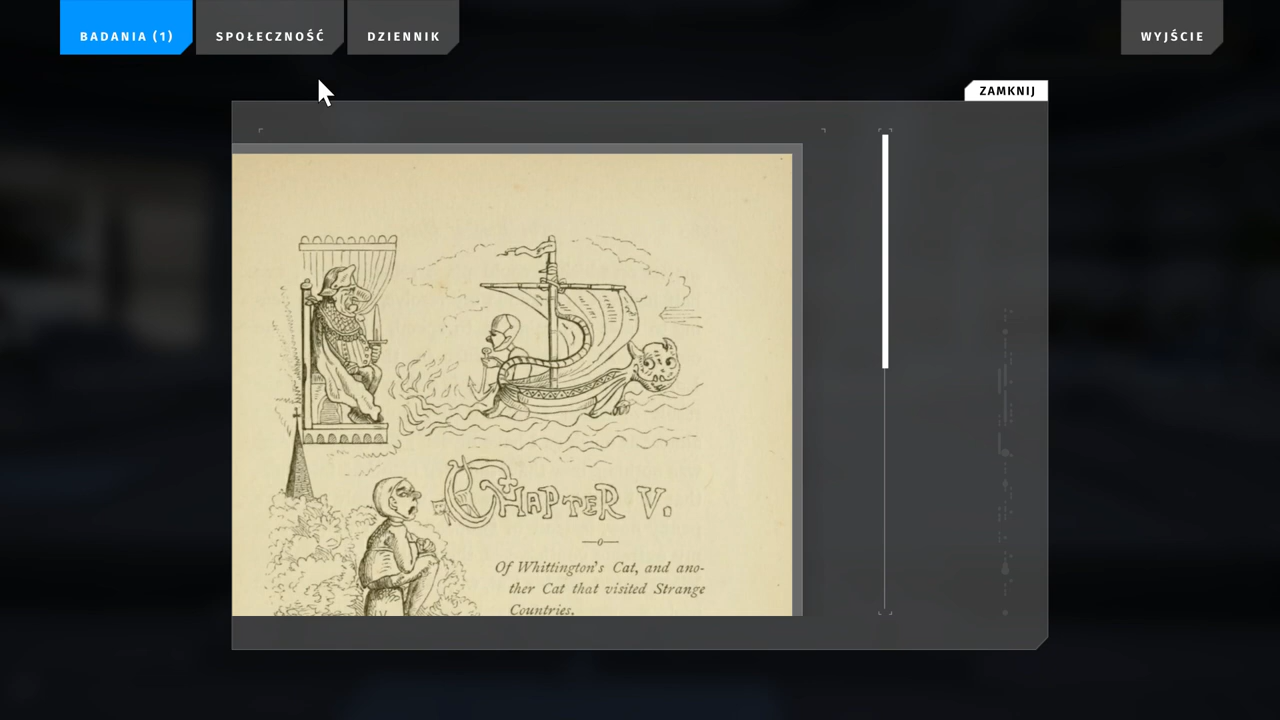 BADANIA (1)
SPOŁECZNOŚĆ
DZIENNIK
WYJŚCIE
ZAMKNIJ
CHAPTER V.
Of Whittington's Cat, and ano-
ther Cat that visited Strange
Countries.